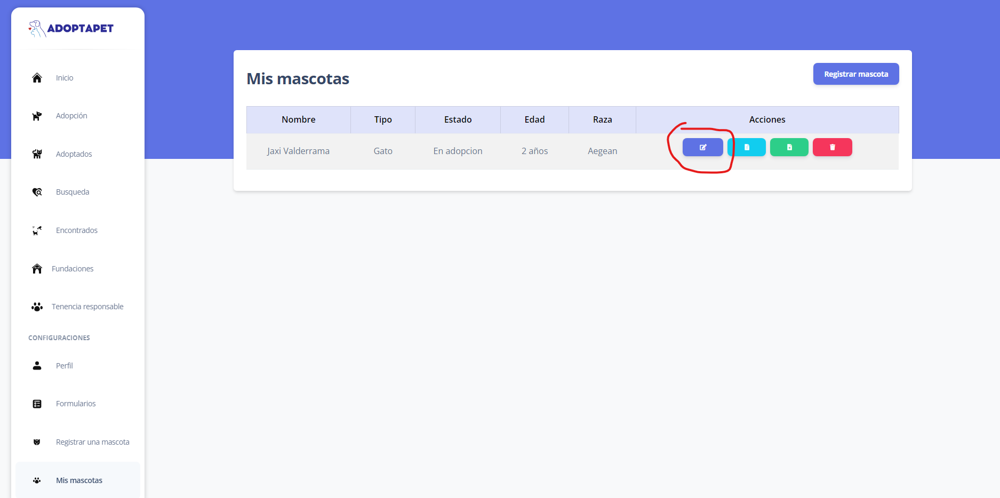 ADOPTAPET
Inicio
Adopción
Adoptados
Busqueda
Encontrados
Fundaciones
Tenencia responsable
CONFIGURACIONES
Perfil
Formularios
Registrar una mascota
Mis mascotas
Mis mascotas
Registrar mascota
Nombre Tipo Estado Edad Raza Acciones
Jaxi Valderrama Gato En adopcion 2 años Aegean